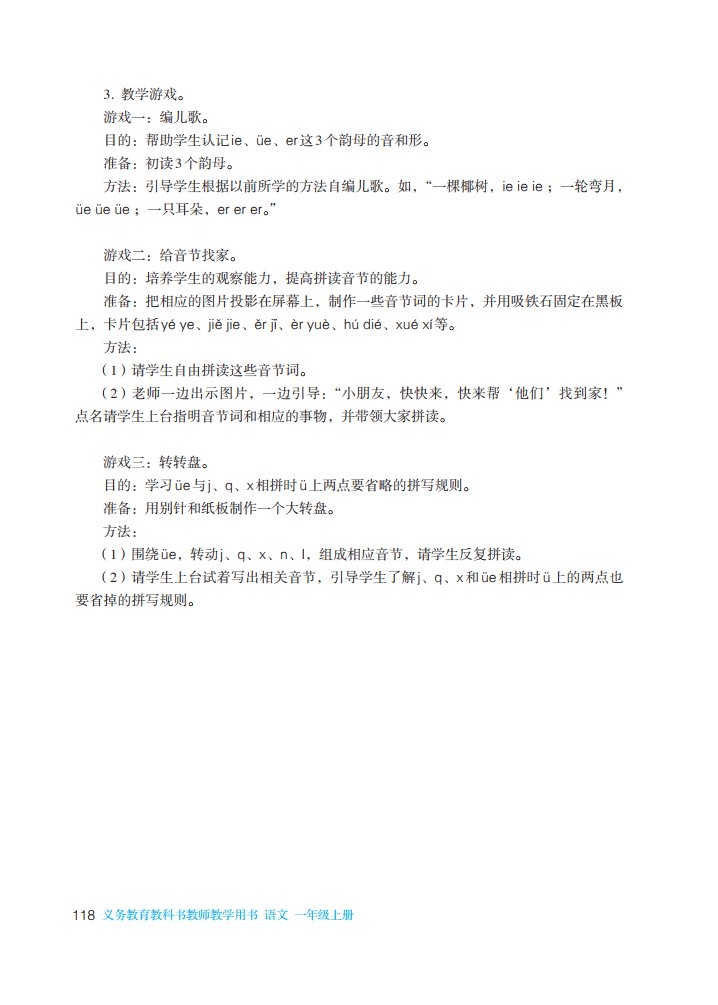 3. 教学游戏。
游戏一：编儿歌。
目的：帮助学生认记ie、üe、er这3个韵母的音和形。
准备：初读3个韵母。
方法：引导学生根据以前所学的方法自编儿歌。如，“一棵椰树，ie ie ie ；一轮弯月，
üe üe üe ；一只耳朵，er er er。”
游戏二：给音节找家。
目的：培养学生的观察能力，提高拼读音节的能力。
准备：把相应的图片投影在屏幕上，制作一些音节词的卡片，并用吸铁石固定在黑板
上，卡片包括yé ye、jiě jie、ěr jī、èr yuè、hú dié、xué xí等。
方法：
（1）请学生自由拼读这些音节词。
（2）老师一边出示图片，一边引导：“小朋友，快快来，快来帮‘他们’找到家！”
点名请学生上台指明音节词和相应的事物，并带领大家拼读。
游戏三：转转盘。
目的：学习üe与j、q、x相拼时ü上两点要省略的拼写规则。
准备：用别针和纸板制作一个大转盘。
方法：
（1）围绕üe，转动j、q、x、n、l，组成相应音节，请学生反复拼读。
（2）请学生上台试着写出相关音节，引导学生了解j、q、x和üe相拼时ü上的两点也
要省掉的拼写规则。
118 义务教育教科书教师教学用书 语文 一年级上册